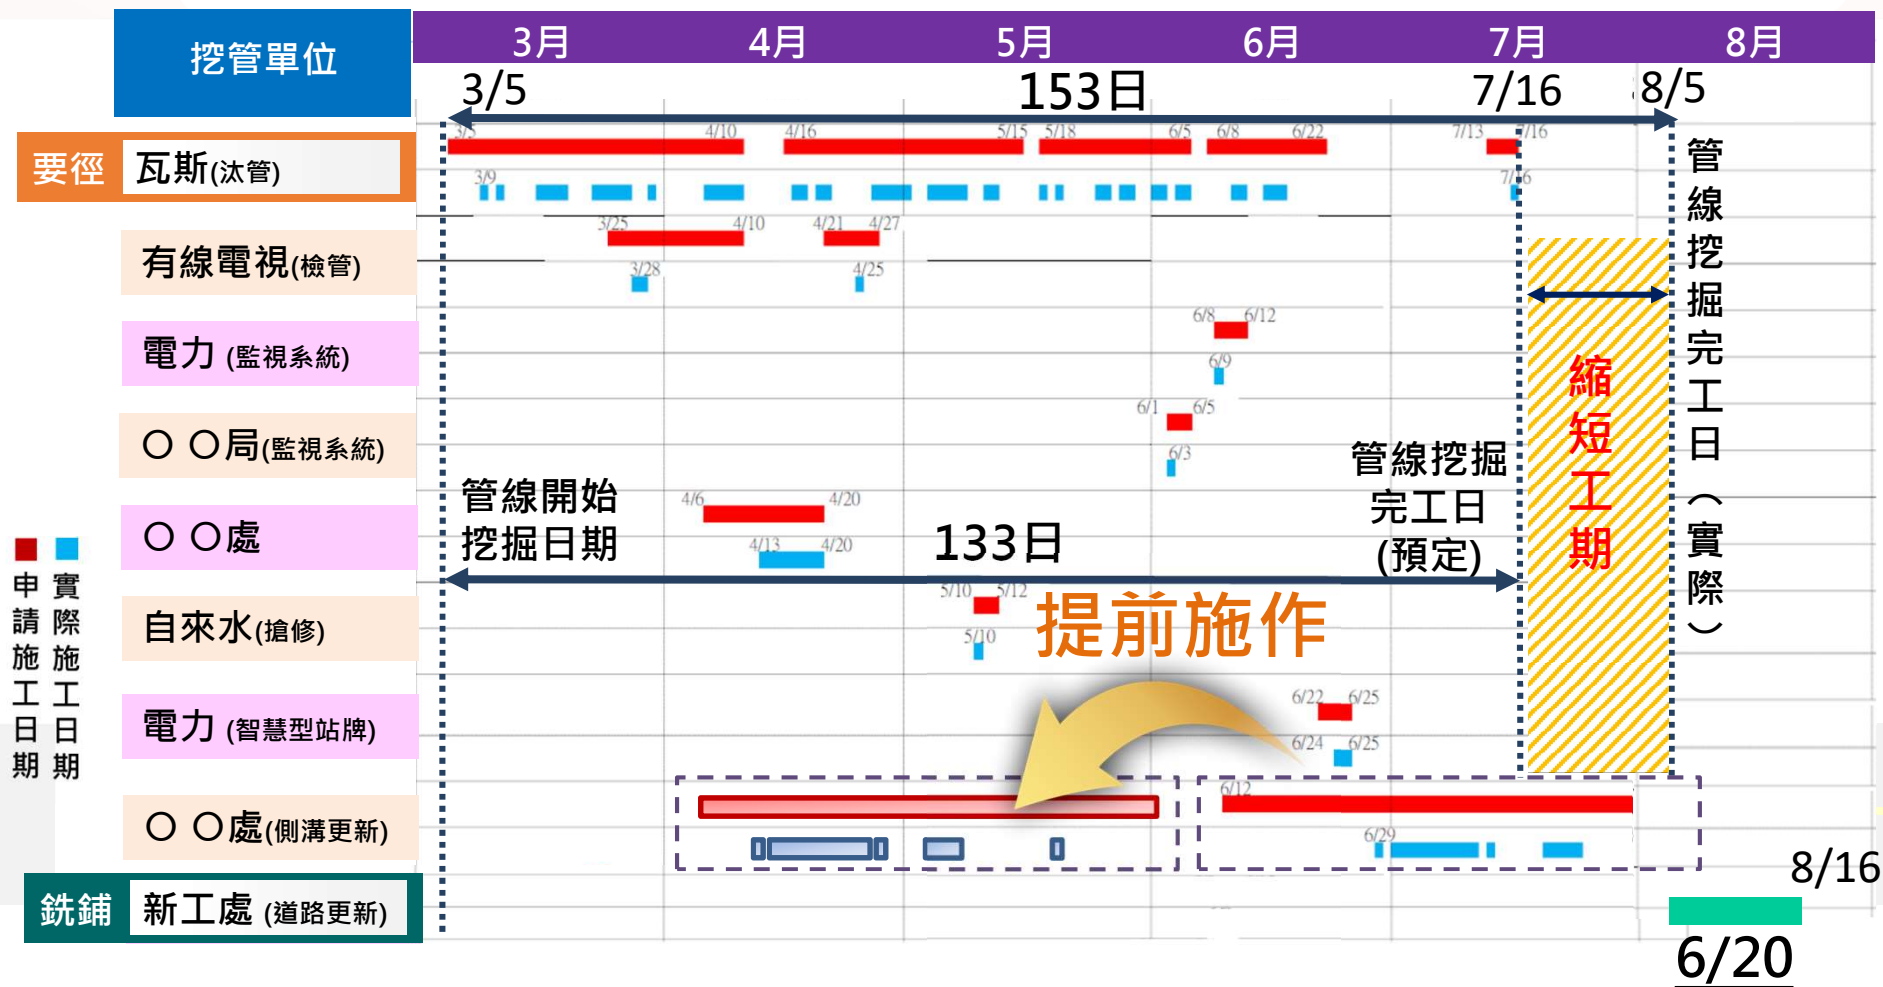 挖管單位
3月 4月 5月 6月 7月 8月
3/5 153日 7/16 8/5
要徑 瓦斯(汰管)
3/5 4/10 4/16 5/15 5/18 6/5 6/8 6/22 7/13 7/16
3/9 7/16
有線電視(檢管)
3/25 4/10 4/21 4/27
3/28 4/25
電力 (監視系統)
6/8 6/12
6/9
〇 〇局(監視系統)
6/1 6/5
6/3
〇 〇處
4/6 4/20
4/13 4/20
管線開始
挖掘日期
133日
管線挖掘
完工日
(預定)
管線挖掘完工日(實際)
縮短工期
自來水(搶修)
5/10 5/12
5/10
提前施作
電力 (智慧型站牌)
6/22 6/25
6/24 6/25
〇 〇處(側溝更新)
6/12
6/29
銑鋪 新工處 (道路更新)
8/16
6/20
申請施工日期
實際施工日期